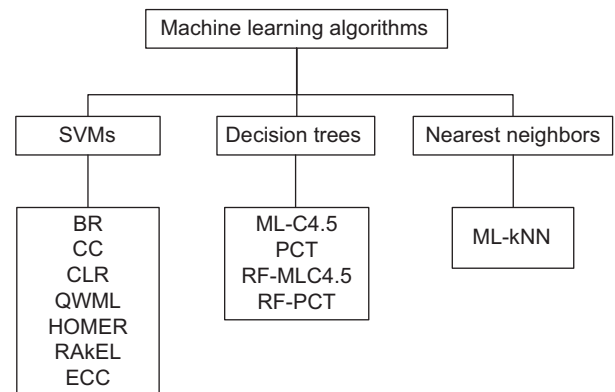 Machine learning algorithms
SVMs
Decision trees
Nearest neighbors
BR
CC
CLR
QWML
HOMER
RAkEL
ECC
ML-C4.5
PCT
RF-MLC4.5
RF-PCT
ML-kNN